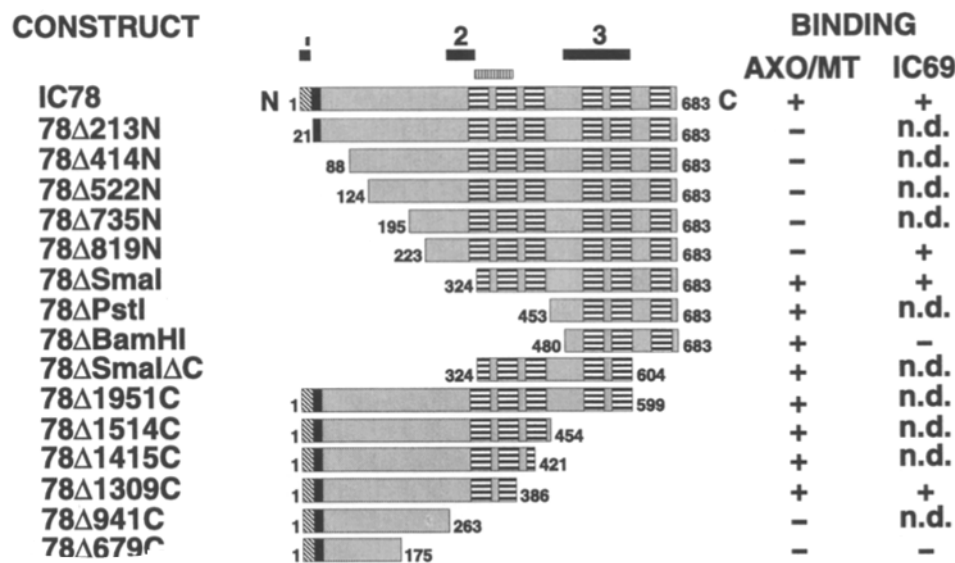 CONSTRUCT BINDING
2 3
AXO/MT IC69
IC78 N 1 683 C + +
78Δ213N 21 683 – n.d.
78Δ414N 88 683 – n.d.
78Δ522N 124 683 – n.d.
78Δ735N 195 683 – n.d.
78Δ819N 223 683 – +
78ΔSmaI 324 683 + +
78ΔPstI 453 683 + n.d.
78ΔBamHI 480 683 + –
78ΔSmaIΔC 324 604 + n.d.
78Δ1951C 1 599 + n.d.
78Δ1514C 1 454 + n.d.
78Δ1415C 1 421 + n.d.
78Δ1309C 1 386 + +
78Δ941C 1 263 – n.d.
78Δ679C 1 175 – –